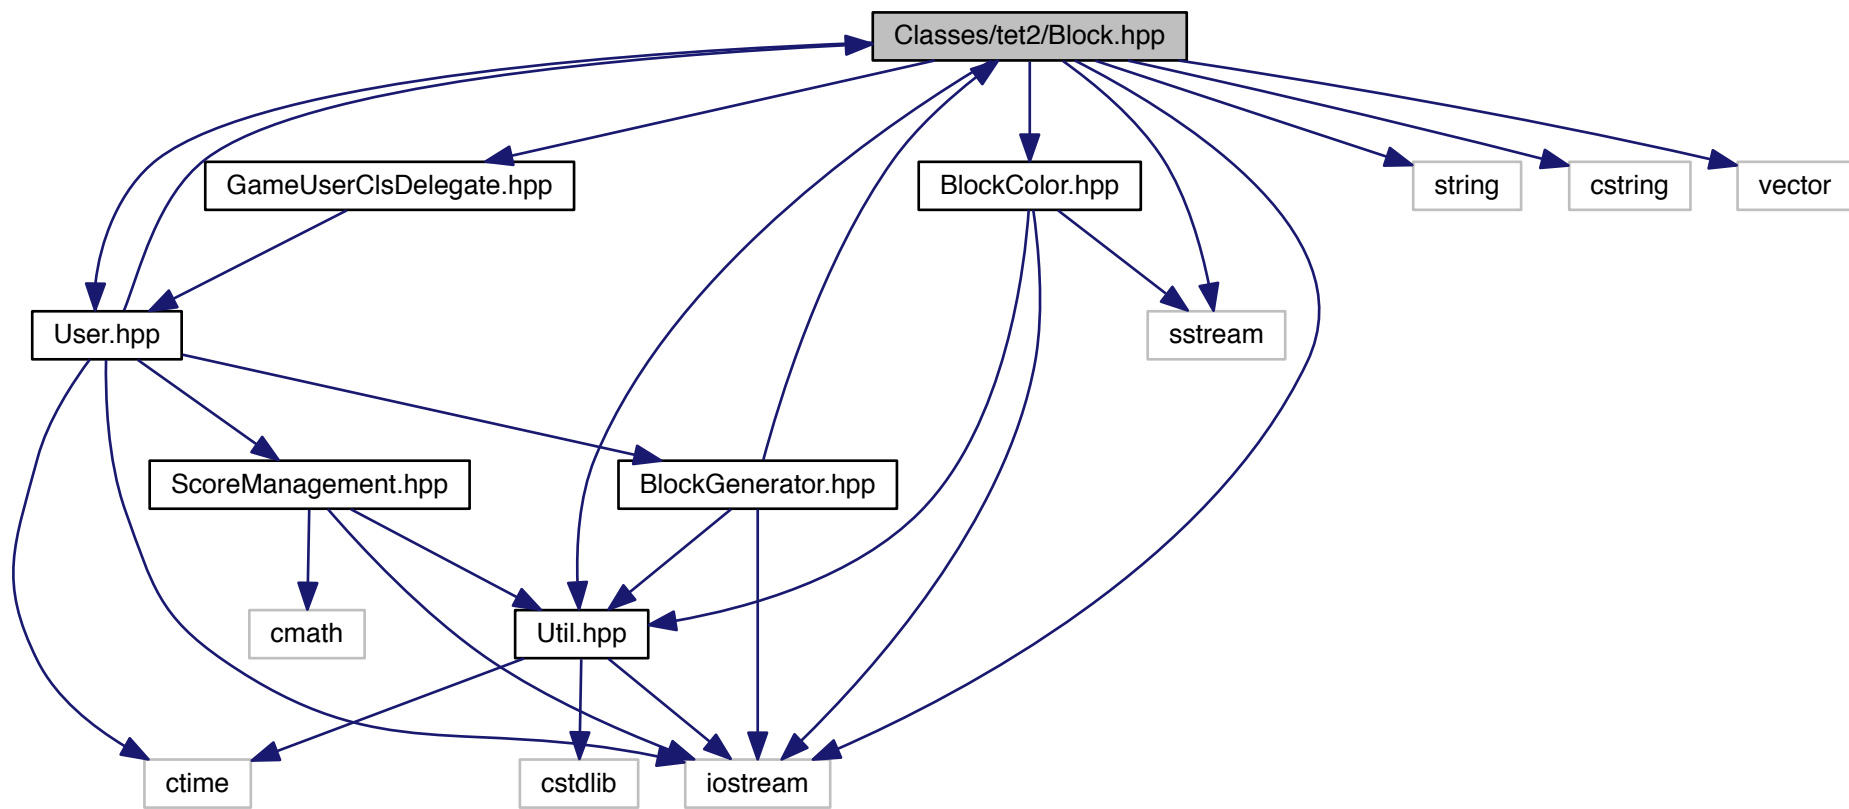 Classes/tet2/Block.hpp
GameUserClsDelegate.hpp
BlockColor.hpp
string
cstring
vector
User.hpp
sstream
ScoreManagement.hpp
BlockGenerator.hpp
cmath
Util.hpp
ctime
cstdlib
iostream